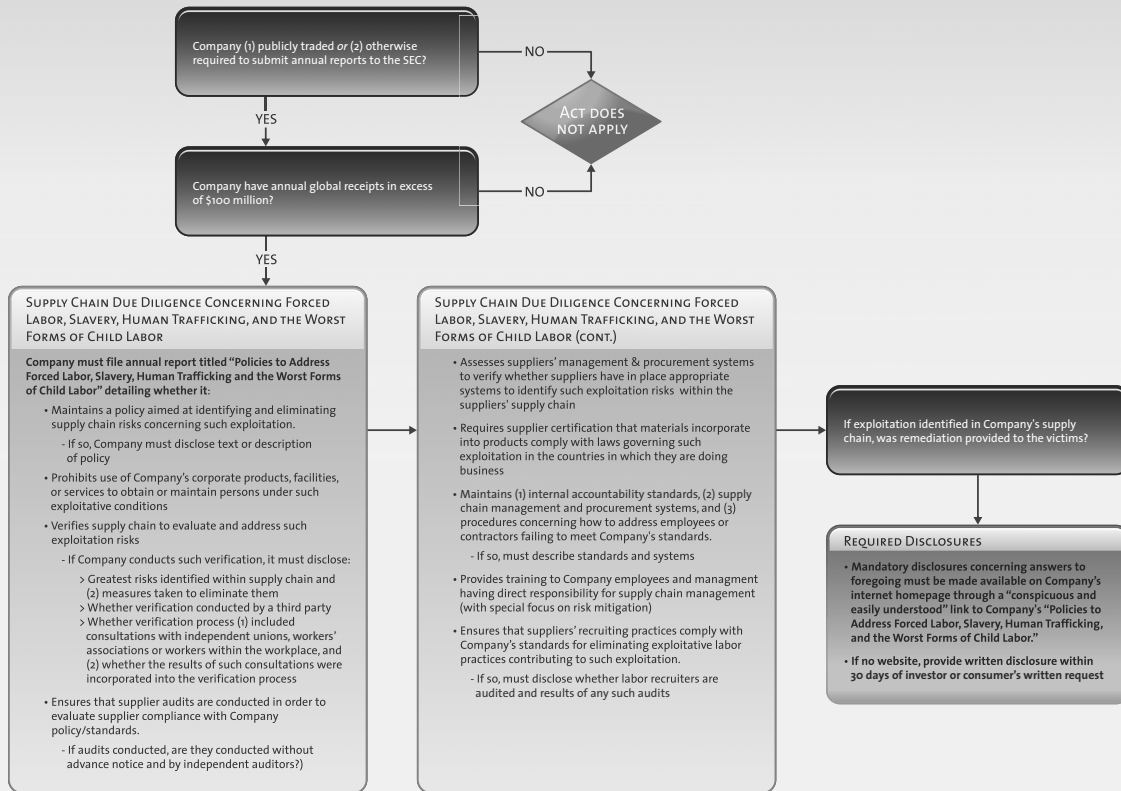 Company (1) publicly traded or (2) otherwise
required to submit annual reports to the SEC?
NO
ACT DOES
NOT APPLY
YES
Company have annual global receipts in excess
of $100 million?
NO
YES
SUPPLY CHAIN DUE DILIGENCE CONCERNING FORCED
LABOR, SLAVERY, HUMAN TRAFFICKING, AND THE WORST
FORMS OF CHILD LABOR
Company must file annual report titled “Policies to Address
Forced Labor, Slavery, Human Trafficking and the Worst Forms
of Child Labor” detailing whether it:
• Maintains a policy aimed at identifying and eliminating
supply chain risks concerning such exploitation.
- If so, Company must disclose text or description
of policy
• Prohibits use of Company’s corporate products, facilities,
or services to obtain or maintain persons under such
exploitative conditions
• Verifies supply chain to evaluate and address such
exploitation risks
- If Company conducts such verification, it must disclose:
> Greatest risks identified within supply chain and
(2) measures taken to eliminate them
> Whether verification conducted by a third party
> Whether verification process (1) included
consultations with independent unions, workers’
associations or workers within the workplace, and
(2) whether the results of such consultations were
incorporated into the verification process
• Ensures that supplier audits are conducted in order to
evaluate supplier compliance with Company
policy/standards.
- If audits conducted, are they conducted without
advance notice and by independent auditors?)
SUPPLY CHAIN DUE DILIGENCE CONCERNING FORCED
LABOR, SLAVERY, HUMAN TRAFFICKING, AND THE WORST
FORMS OF CHILD LABOR (CONT.)
• Assesses suppliers’ management & procurement systems
to verify whether suppliers have in place appropriate
systems to identify such exploitation risks within the
suppliers’ supply chain
• Requires supplier certification that materials incorporate
into products comply with laws governing such
exploitation in the countries in which they are doing
business
• Maintains (1) internal accountability standards, (2) supply
chain management and procurement systems, and (3)
procedures concerning how to address employees or
contractors failing to meet Company’s standards.
- If so, must describe standards and systems
• Provides training to Company employees and managment
having direct responsibility for supply chain management
(with special focus on risk mitigation)
• Ensures that suppliers’ recruiting practices comply with
Company’s standards for eliminating exploitative labor
practices contributing to such exploitation.
- If so, must disclose whether labor recruiters are
audited and results of any such audits
If exploitation identified in Company’s supply
chain, was remediation provided to the victims?
REQUIRED DISCLOSURES
• Mandatory disclosures concerning answers to
foregoing must be made available on Company’s
internet homepage through a “conspicuous and
easily understood” link to Company’s “Policies to
Address Forced Labor, Slavery, Human Trafficking,
and the Worst Forms of Child Labor.”
• If no website, provide written disclosure within
30 days of investor or consumer’s written request